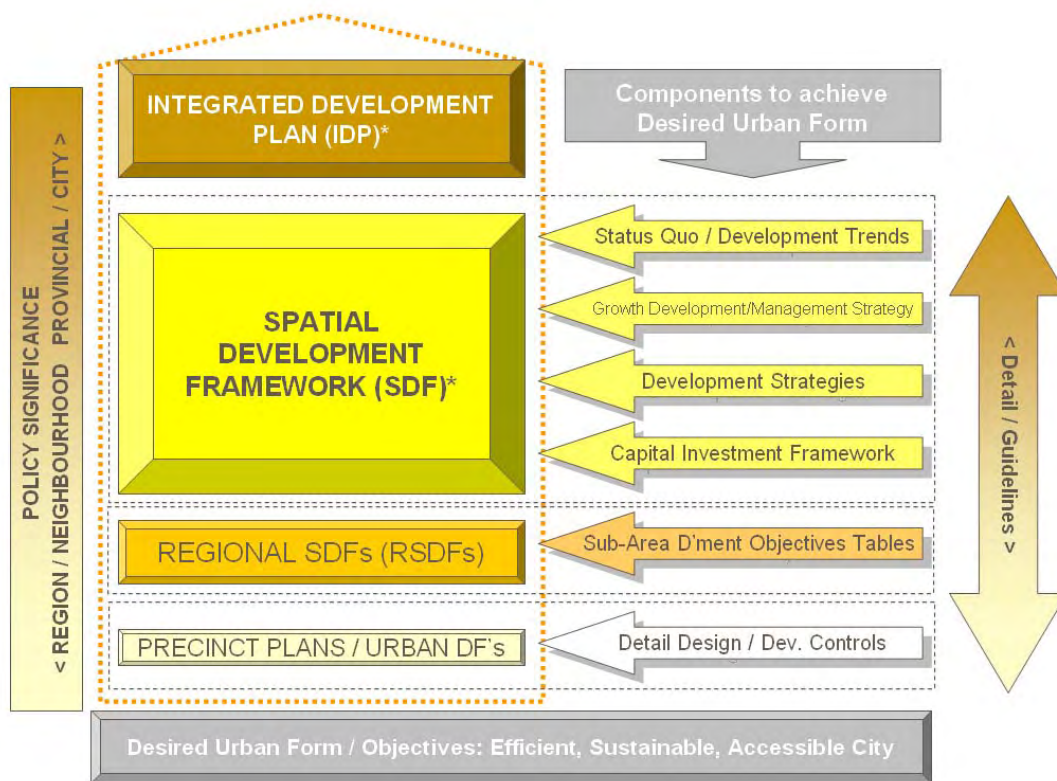 POLICY SIGNIFICANCE
< REGION / NEIGHBOURHOOD PROVINCIAL / CITY >
INTEGRATED DEVELOPMENT
PLAN (IDP)*
Components to achieve
Desired Urban Form
SPATIAL
DEVELOPMENT
FRAMEWORK (SDF)*
Status Quo / Development Trends
Growth Development/Management Strategy
Development Strategies
Capital Investment Framework
REGIONAL SDFs (RSDFs)
Sub-Area D'ment Objectives Tables
PRECINCT PLANS / URBAN DF's
Detail Design / Dev. Controls
< Detail / Guidelines >
Desired Urban Form / Objectives: Efficient, Sustainable, Accessible City